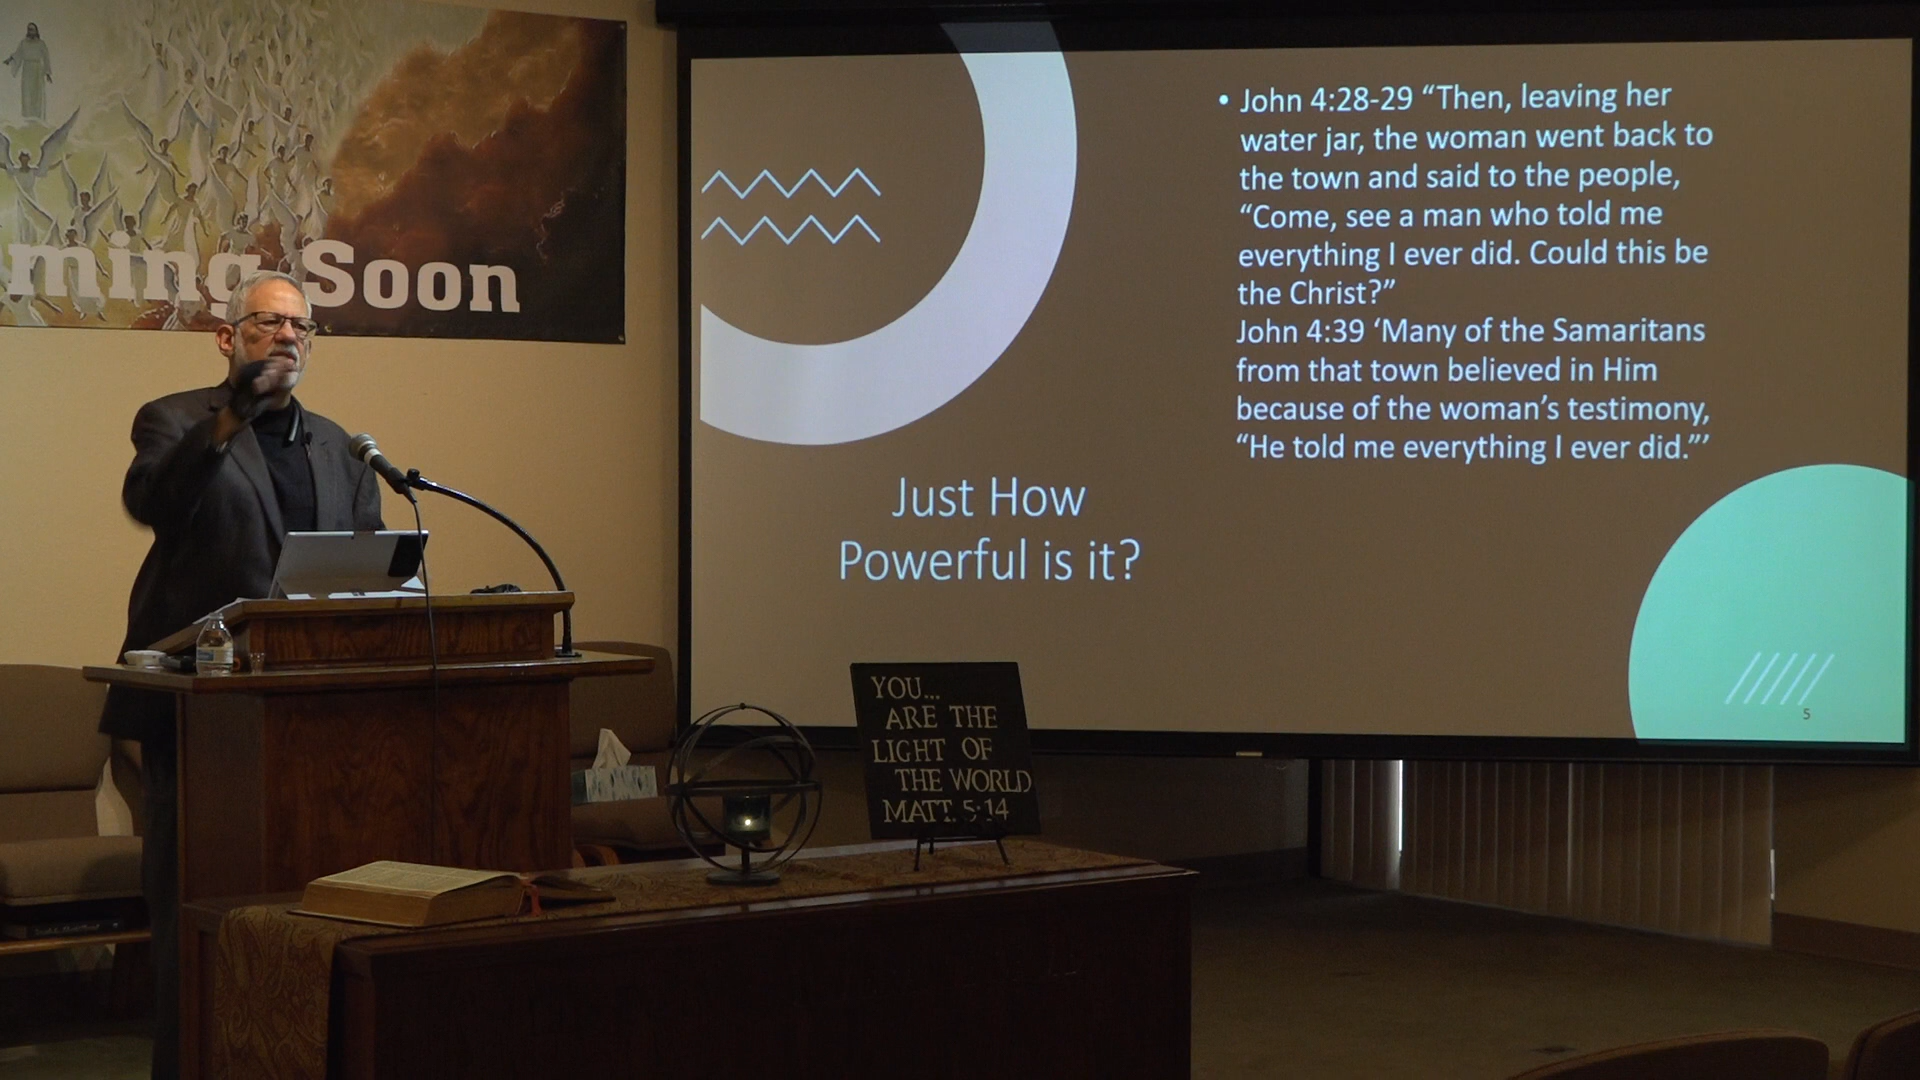 ming Soon
• John 4:28-29 “Then, leaving her
water jar, the woman went back to
the town and said to the people,
“Come, see a man who told me
everything I ever did. Could this be
the Christ?”
John 4:39 ‘Many of the Samaritans
from that town believed in Him
because of the woman’s testimony,
“He told me everything I ever did.”’
Just How
Powerful is it?
5
YOU...
ARE THE
LIGHT OF
THE WORLD
MATT. 5:14